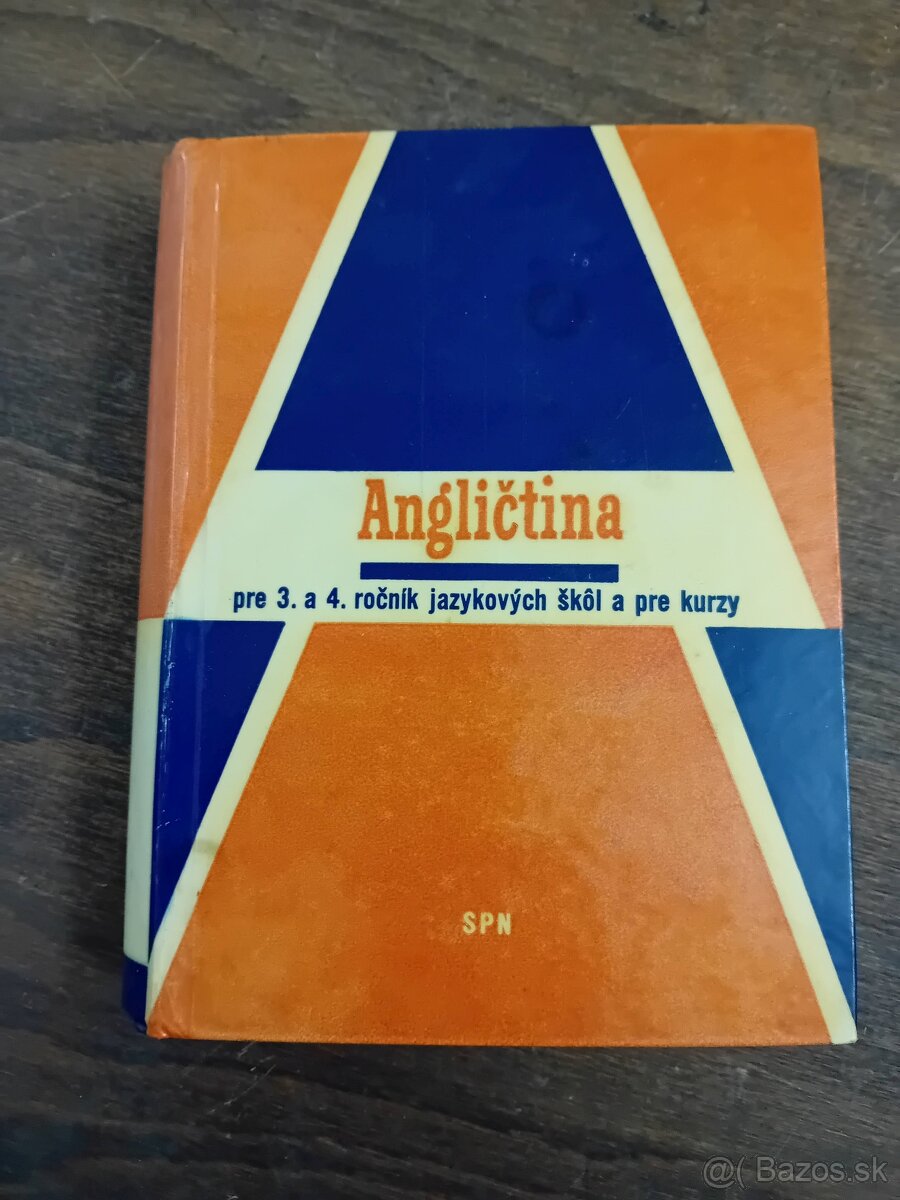 Angličtina
pre 3. a 4. ročník jazykových škôl a pre kurzy
SPN
@( Bazos.sk